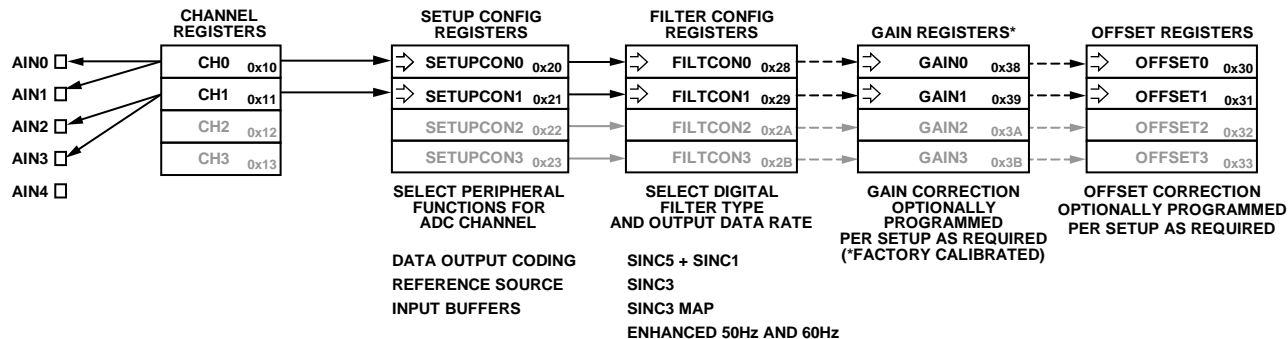 CHANNEL
REGISTERS
SETUP CONFIG
REGISTERS
FILTER CONFIG
REGISTERS
GAIN REGISTERS*
OFFSET REGISTERS
AIN0
AIN1
AIN2
AIN3
AIN4
CH0 0x10
CH1 0x11
CH2 0x12
CH3 0x13
SETUPCON0 0x20
SETUPCON1 0x21
SETUPCON2 0x22
SETUPCON3 0x23
FILTCON0 0x28
FILTCON1 0x29
FILTCON2 0x2A
FILTCON3 0x2B
GAIN0 0x38
GAIN1 0x39
GAIN2 0x3A
GAIN3 0x3B
OFFSET0 0x30
OFFSET1 0x31
OFFSET2 0x32
OFFSET3 0x33
SELECT PERIPHERAL
FUNCTIONS FOR
ADC CHANNEL
DATA OUTPUT CODING
REFERENCE SOURCE
INPUT BUFFERS
SELECT DIGITAL
FILTER TYPE
AND OUTPUT DATA RATE
SINC5 + SINC1
SINC3
SINC3 MAP
ENHANCED 50Hz AND 60Hz
GAIN CORRECTION
OPTIONALLY
PROGRAMMED
PER SETUP AS REQUIRED
(*FACTORY CALIBRATED)
OFFSET CORRECTION
OPTIONALLY PROGRAMMED
PER SETUP AS REQUIRED